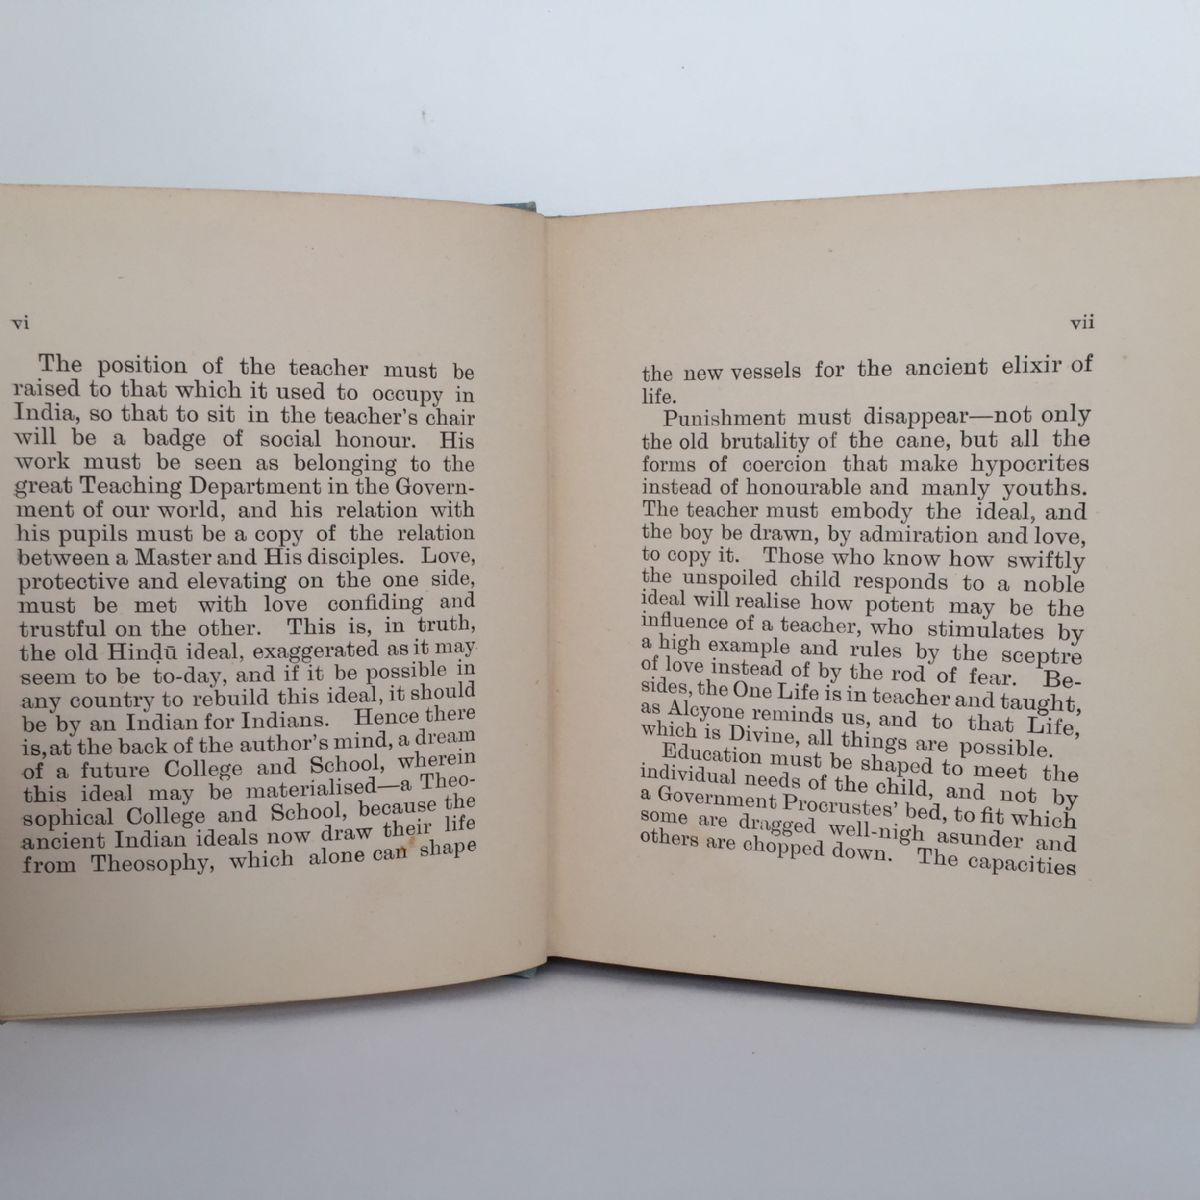 vi
The position of the teacher must be
raised to that which it used to occupy in
India, so that to sit in the teacher's chair
will be a badge of social honour. His
work must be seen as belonging to the
great Teaching Department in the Govern-
ment of our world, and his relation with
his pupils must be a copy of the relation
between a Master and His disciples. Love,
protective and elevating on the one side,
must be met with love confiding and
trustful on the other. This is, in truth,
the old Hinḍū ideal, exaggerated as it may
seem to be to-day, and if it be possible in
any country to rebuild this ideal, it should
be by an Indian for Indians. Hence there
is, at the back of the author's mind, a dream
of a future College and School, wherein
this ideal may be materialised—a Theo-
sophical College and School, because the
ancient Indian ideals now draw their life
from Theosophy, which alone can shape
vii
the new vessels for the ancient elixir of
life.
Punishment must disappear—not only
the old brutality of the cane, but all the
forms of coercion that make hypocrites
instead of honourable and manly youths.
The teacher must embody the ideal, and
the boy be drawn, by admiration and love,
to copy it. Those who know how swiftly
the unspoiled child responds to a noble
ideal will realise how potent may be the
influence of a teacher, who stimulates by
a high example and rules by the sceptre
of love instead of by the rod of fear. Be-
sides, the One Life is in teacher and taught,
as Alcyone reminds us, and to that Life,
which is Divine, all things are possible.
Education must be shaped to meet the
individual needs of the child, and not by
a Government Procrustes' bed, to fit which
some are dragged well-nigh asunder and
others are chopped down. The capacities